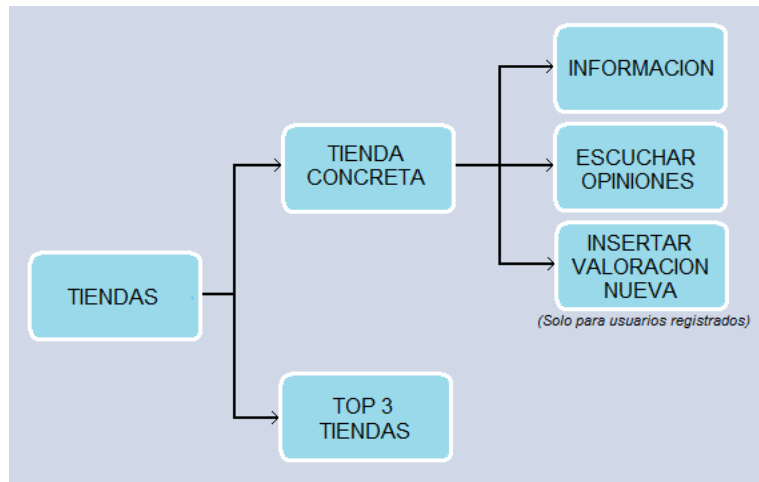 INFORMACION
TIENDA
CONCRETA
ESCUCHAR
OPINIONES
INSERTAR
VALORACION
NUEVA
(Solo para usuarios registrados)
TIENDAS
TOP 3
TIENDAS